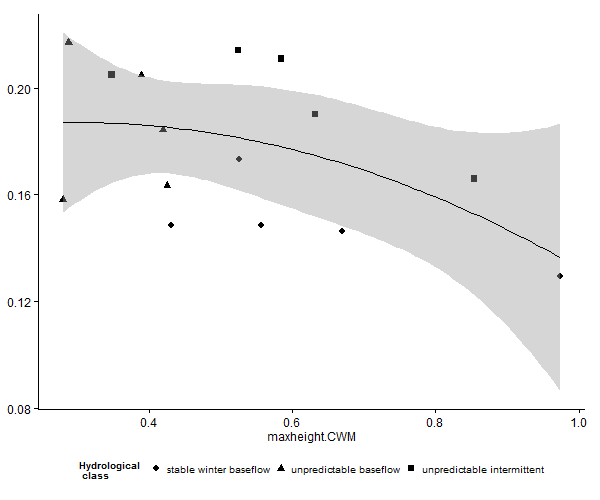 0.20
0.16
0.12
0.08
0.4 0.6 0.8 1.0
maxheight.CWM
Hydrological
class
stable winter baseflow unpredictable baseflow unpredictable intermittent